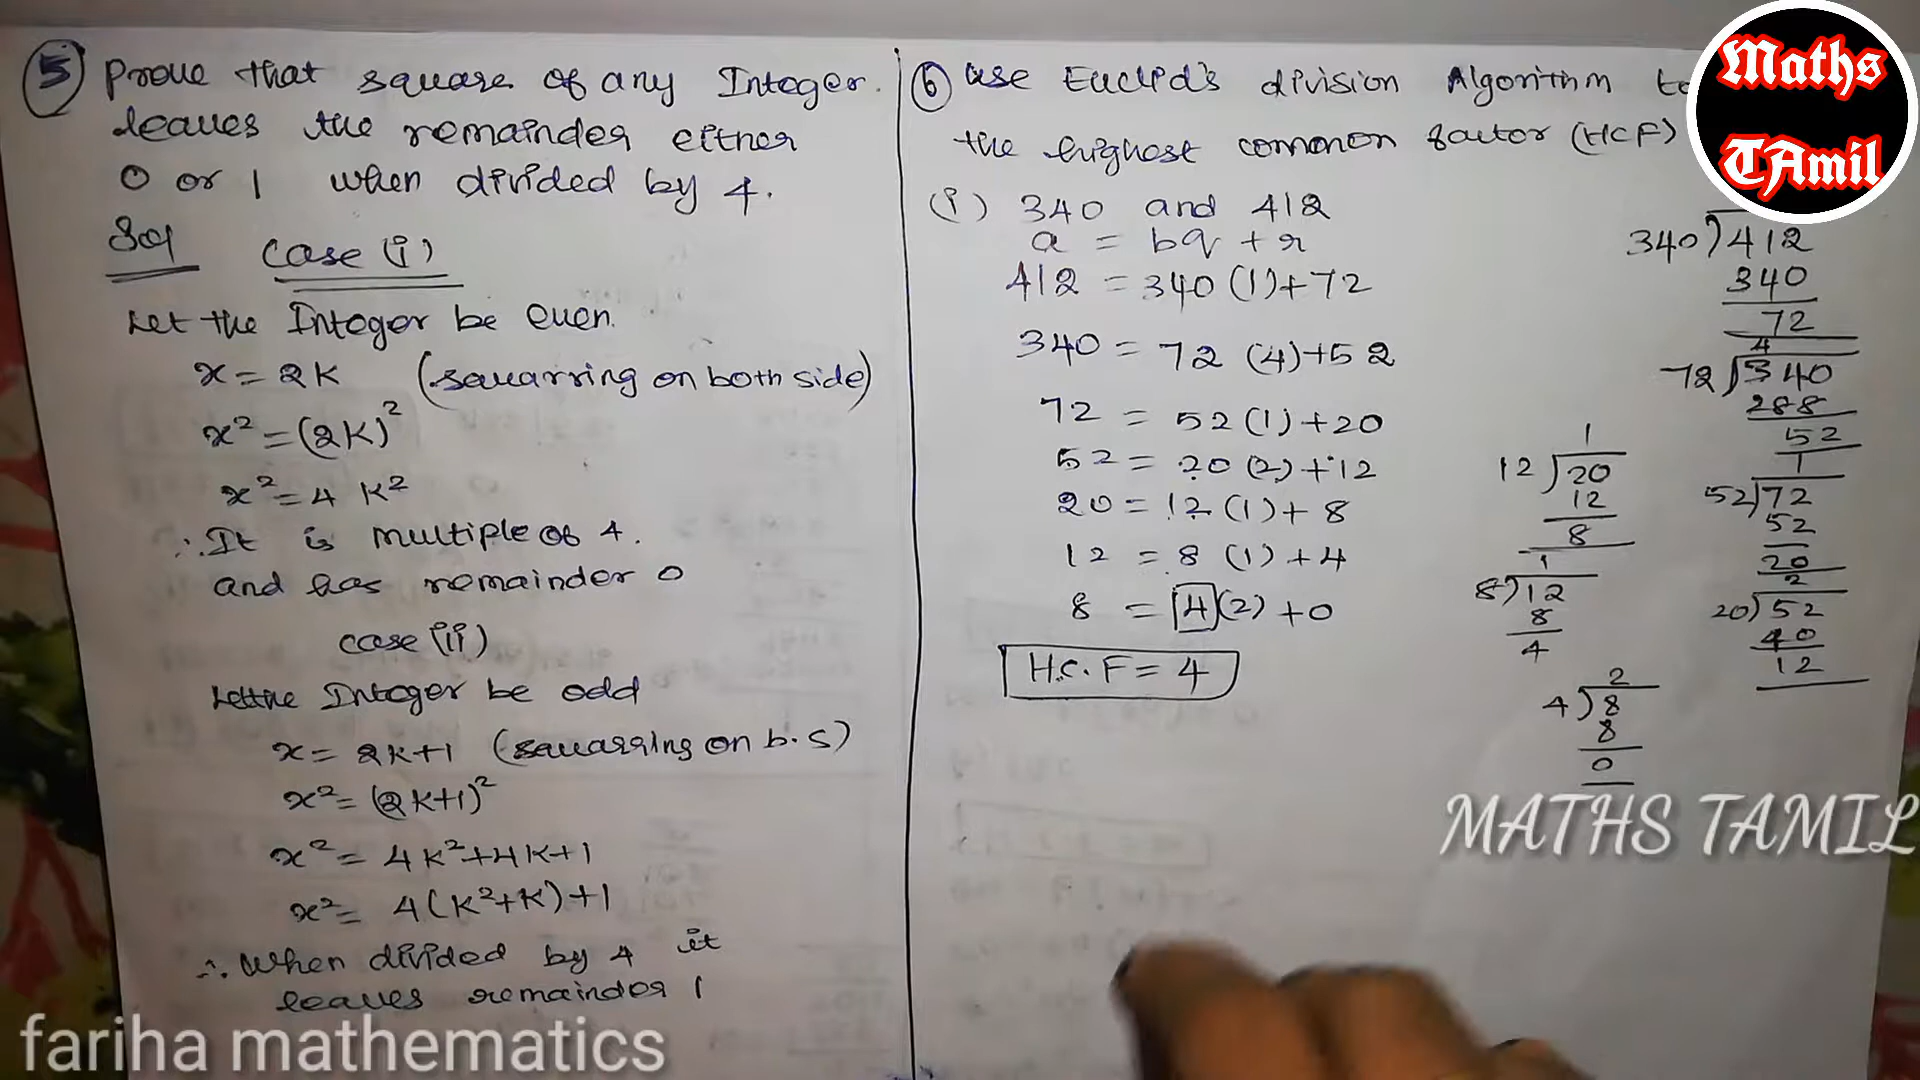 5 Prove that square of any Integer.
leaves the remainder either
0 or 1 when divided by 4.
Sol
Case (i)
Let the Integer be even.
x = 2K (squarring on both side)
x² = (2K)²
x² = 4 K²
∴ It is multiple of 4.
and has remainder 0
case (ii)
Let the Integer be odd
x = 2K+1 (squarring on b.s)
x² = (2K+1)²
x² = 4K²+4K+1
x² = 4(K²+K)+1
∴ When divided by 4 it
leaves remainder 1
6 Use Euclid's division Algorithm to
the highest common factor (HCF)
(i) 340 and 412
a = bq + r
412 = 340 (1)+72
340 = 72 (4)+52
72 = 52 (1)+20
52 = 20 (2)+12
20 = 12 (1)+ 8
12 = 8 (1)+4
8 = 4 (2) +0
H.C.F = 4
340)412
340
72
4
72)340
288
52
1
52)72
52
20
2
20)52
40
12
1
12)20
12
8
1
8)12
8
4
2
4)8
8
0
Maths
TAmil
MATHS TAMIL
fariha mathematics